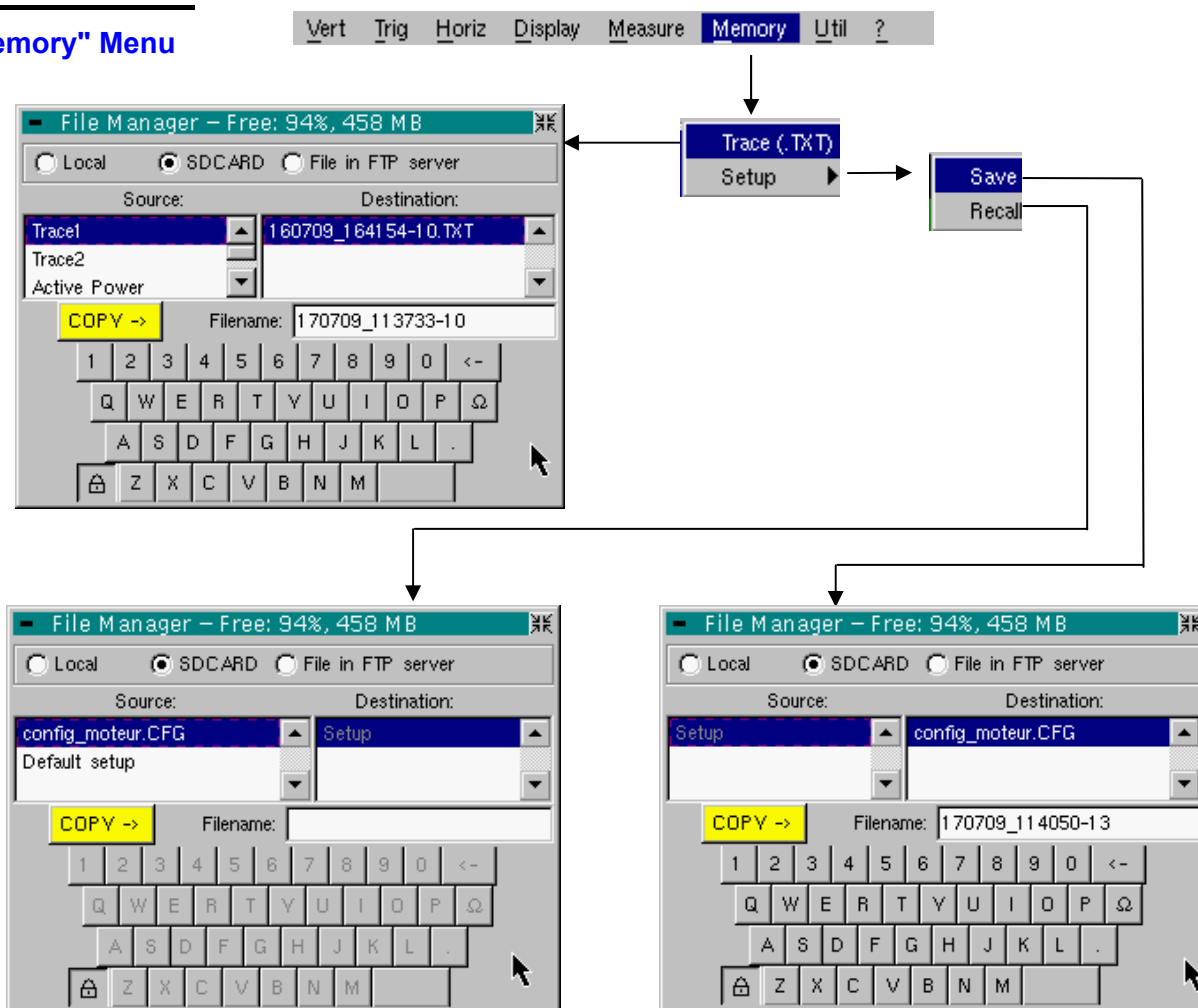 emory" Menu
Vert Trig Horiz Display Measure Memory Util ?
Trace (.TXT)
Setup
Save
Recall
File Manager – Free: 94%, 458 MB
Local SDCARD File in FTP server
Source: Destination:
Trace1 160709_164154-10.TXT
Trace2
Active Power
COPY -> Filename: 170709_113733-10
1 2 3 4 5 6 7 8 9 0 <-
Q W E R T Y U I O P Ω
A S D F G H J K L .
Z X C V B N M
File Manager – Free: 94%, 458 MB
Local SDCARD File in FTP server
Source: Destination:
config_moteur.CFG Setup
Default setup
COPY -> Filename:
1 2 3 4 5 6 7 8 9 0 <-
Q W E R T Y U I O P Ω
A S D F G H J K L .
Z X C V B N M
File Manager – Free: 94%, 458 MB
Local SDCARD File in FTP server
Source: Destination:
Setup config_moteur.CFG
COPY -> Filename: 170709_114050-13
1 2 3 4 5 6 7 8 9 0 <-
Q W E R T Y U I O P Ω
A S D F G H J K L .
Z X C V B N M